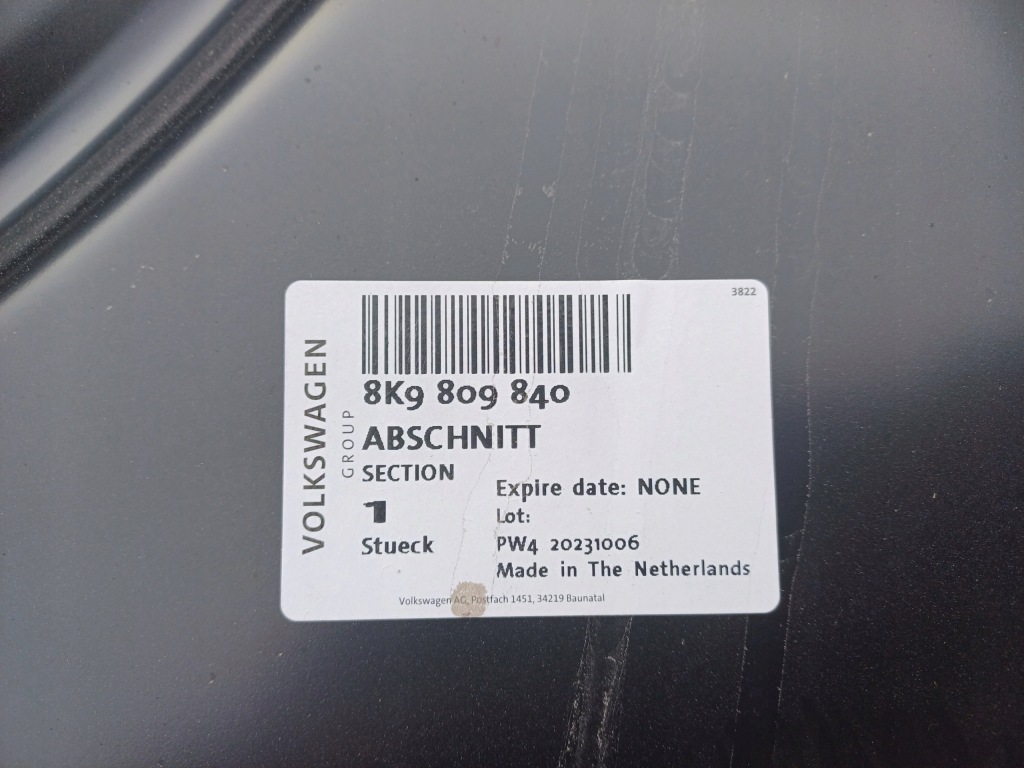 3822
VOLKSWAGEN
GROUP
8K9 809 840
ABSCHNITT
SECTION
1
Stueck
Expire date: NONE
Lot:
PW4 20231006
Made in The Netherlands
Volkswagen AG, Postfach 1451, 34219 Baunatal